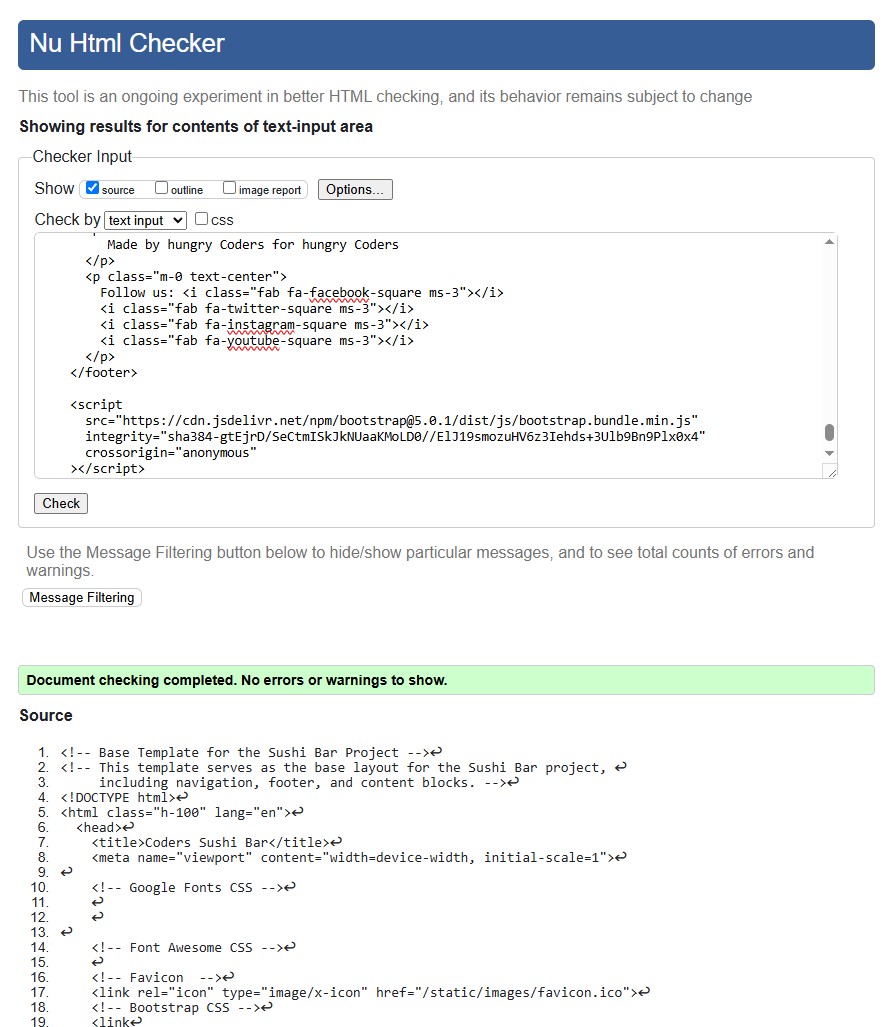 Nu Html Checker
This tool is an ongoing experiment in better HTML checking, and its behavior remains subject to change
Showing results for contents of text-input area
Checker Input
Show source outline image report Options...
Check by text input css
Made by hungry Coders for hungry Coders
</p>
<p class="m-0 text-center">
Follow us: <i class="fab fa-facebook-square ms-3"></i>
<i class="fab fa-twitter-square ms-3"></i>
<i class="fab fa-instagram-square ms-3"></i>
<i class="fab fa-youtube-square ms-3"></i>
</p>
</footer>
<script
src="https://cdn.jsdelivr.net/npm/bootstrap@5.0.1/dist/js/bootstrap.bundle.min.js"
integrity="sha384-gtEjrD/SeCtmISkJkNUaaKMoLD0//ElJ19smozuHV6z3Iehds+3Ulb9Bn9Plx0x4"
crossorigin="anonymous"
></script>
Check
Use the Message Filtering button below to hide/show particular messages, and to see total counts of errors and
warnings.
Message Filtering
Document checking completed. No errors or warnings to show.
Source
1. <!-- Base Template for the Sushi Bar Project -->↩
2. <!-- This template serves as the base layout for the Sushi Bar project, ↩
3. including navigation, footer, and content blocks. -->↩
4. <!DOCTYPE html>↩
5. <html class="h-100" lang="en">↩
6. <head>↩
7. <title>Coders Sushi Bar</title>↩
8. <meta name="viewport" content="width=device-width, initial-scale=1">↩
9. ↩
10. <!-- Google Fonts CSS -->↩
11. ↩
12. ↩
13. ↩
14. <!-- Font Awesome CSS -->↩
15. ↩
16. <!-- Favicon  -->↩
17. <link rel="icon" type="image/x-icon" href="/static/images/favicon.ico">↩
18. <!-- Bootstrap CSS -->↩
19. <link↩